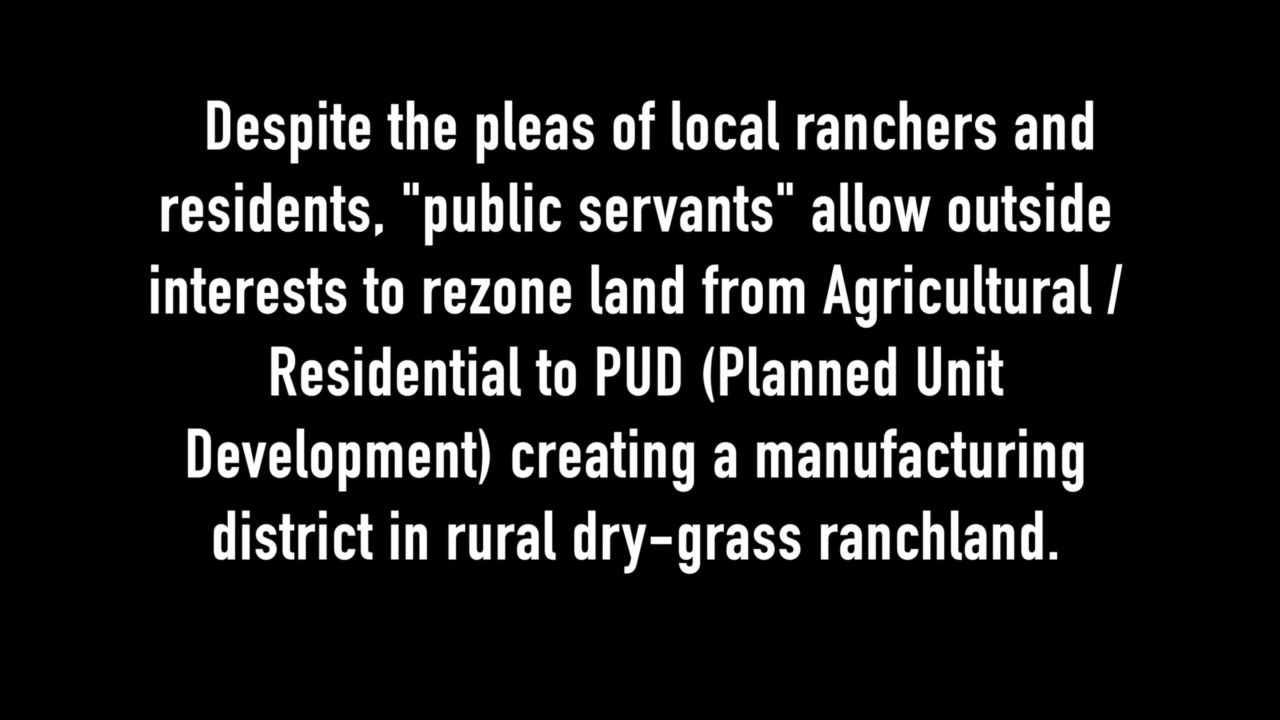 Despite the pleas of local ranchers and
residents, "public servants" allow outside
interests to rezone land from Agricultural /
Residential to PUD (Planned Unit
Development) creating a manufacturing
district in rural dry-grass ranchland.